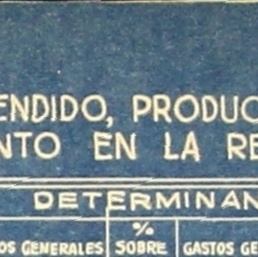 ENDIDO, PRODUC
NTO EN LA RE
DETERMINAN
%
OS GENERALES SOBRE GASTOS GE